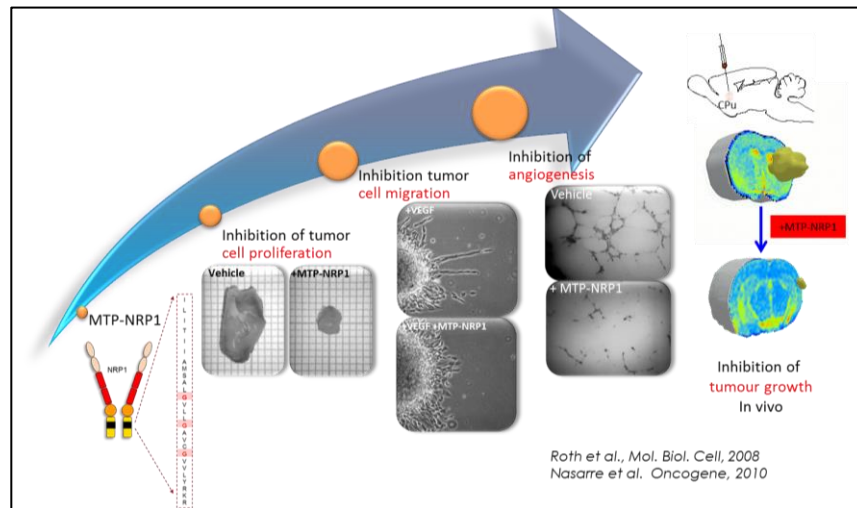 CPu
Inhibition of
angiogenesis
Inhibition tumor
cell migration
Inhibition of tumor
cell proliferation
MTP-NRP1
NRP1
I
L
I
T
I
I
A
M
S
A
L
G
V
L
L
G
A
V
C
G
V
V
L
Y
R
K
R
Vehicle
+MTP-NRP1
+VEGF
+VEGF +MTP-NRP1
Vehicle
+ MTP-NRP1
+MTP-NRP1
Inhibition of
tumour growth
In vivo
Roth et al., Mol. Biol. Cell, 2008
Nasarre et al. Oncogene, 2010